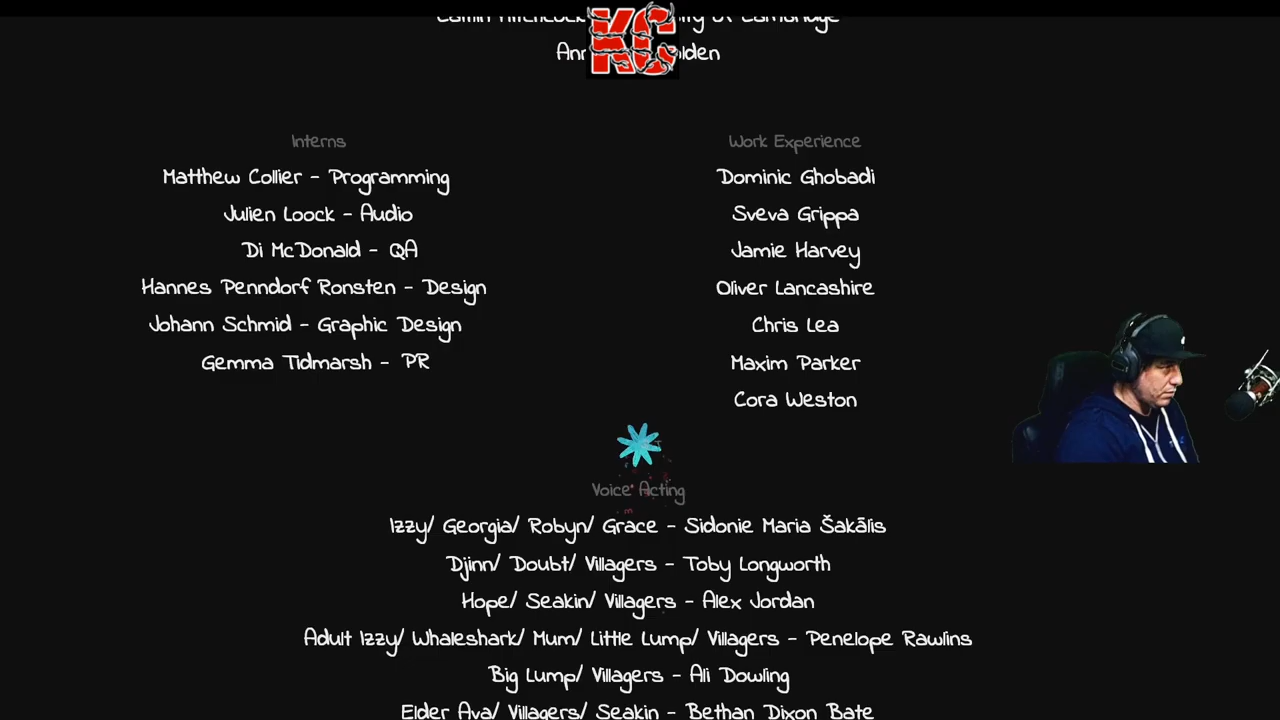 KC
Interns
Matthew Collier - Programming
Julien Loock - Audio
Di McDonald - QA
Hannes Penndorf Ronsten - Design
Johann Schmid - Graphic Design
Gemma Tidmarsh - PR
Work Experience
Dominic Ghobadi
Sveva Grippa
Jamie Harvey
Oliver Lancashire
Chris Lea
Maxim Parker
Cora Weston
Voice Acting
Izzy/ Georgia/ Robyn/ Grace - Sidonie Maria Šakālis
Djinn/ Doubt/ Villagers - Toby Longworth
Hope/ Seakin/ Villagers - Alex Jordan
Adult Izzy/ Whaleshark/ Mum/ Little Lump/ Villagers - Penelope Rawlins
Big Lump/ Villagers - Ali Dowling
Elder Ava/ Villagers/ Seakin - Bethan Dixon Bate